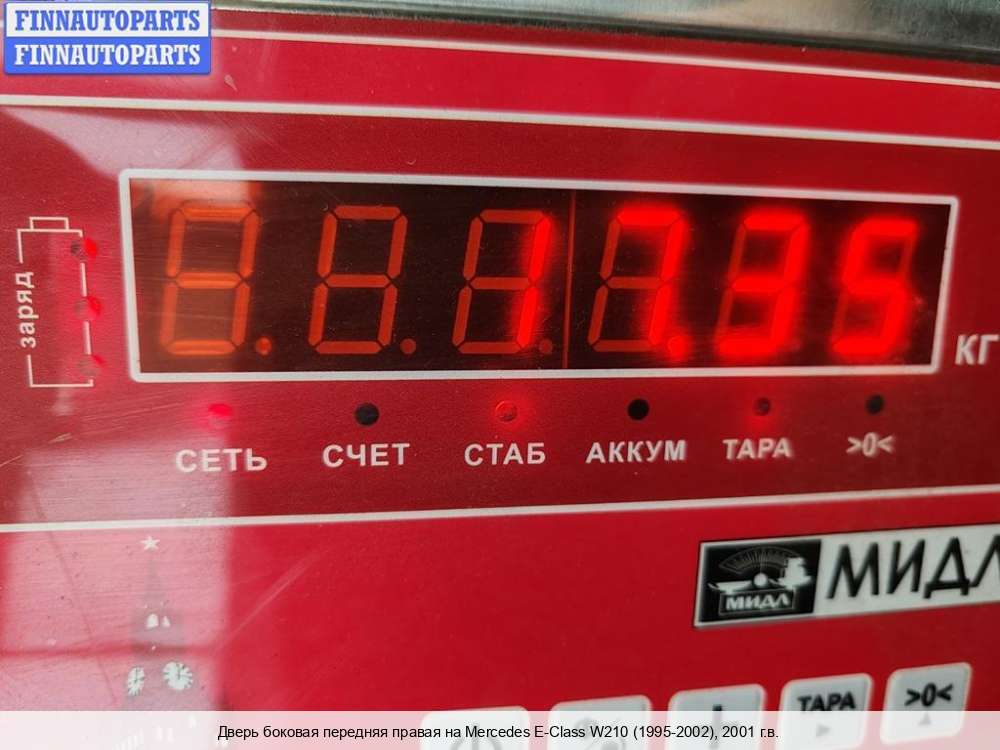 FINNAUTOPARTS
FINNAUTOPARTS
заряд
17.35
КГ
СЕТЬ
СЧЕТ
СТАБ
АККУМ
ТАРА
>0<
МИДЛ
МИДЛ
ТАРА
>0<
Дверь боковая передняя правая на Mercedes E-Class W210 (1995-2002), 2001 г.в.